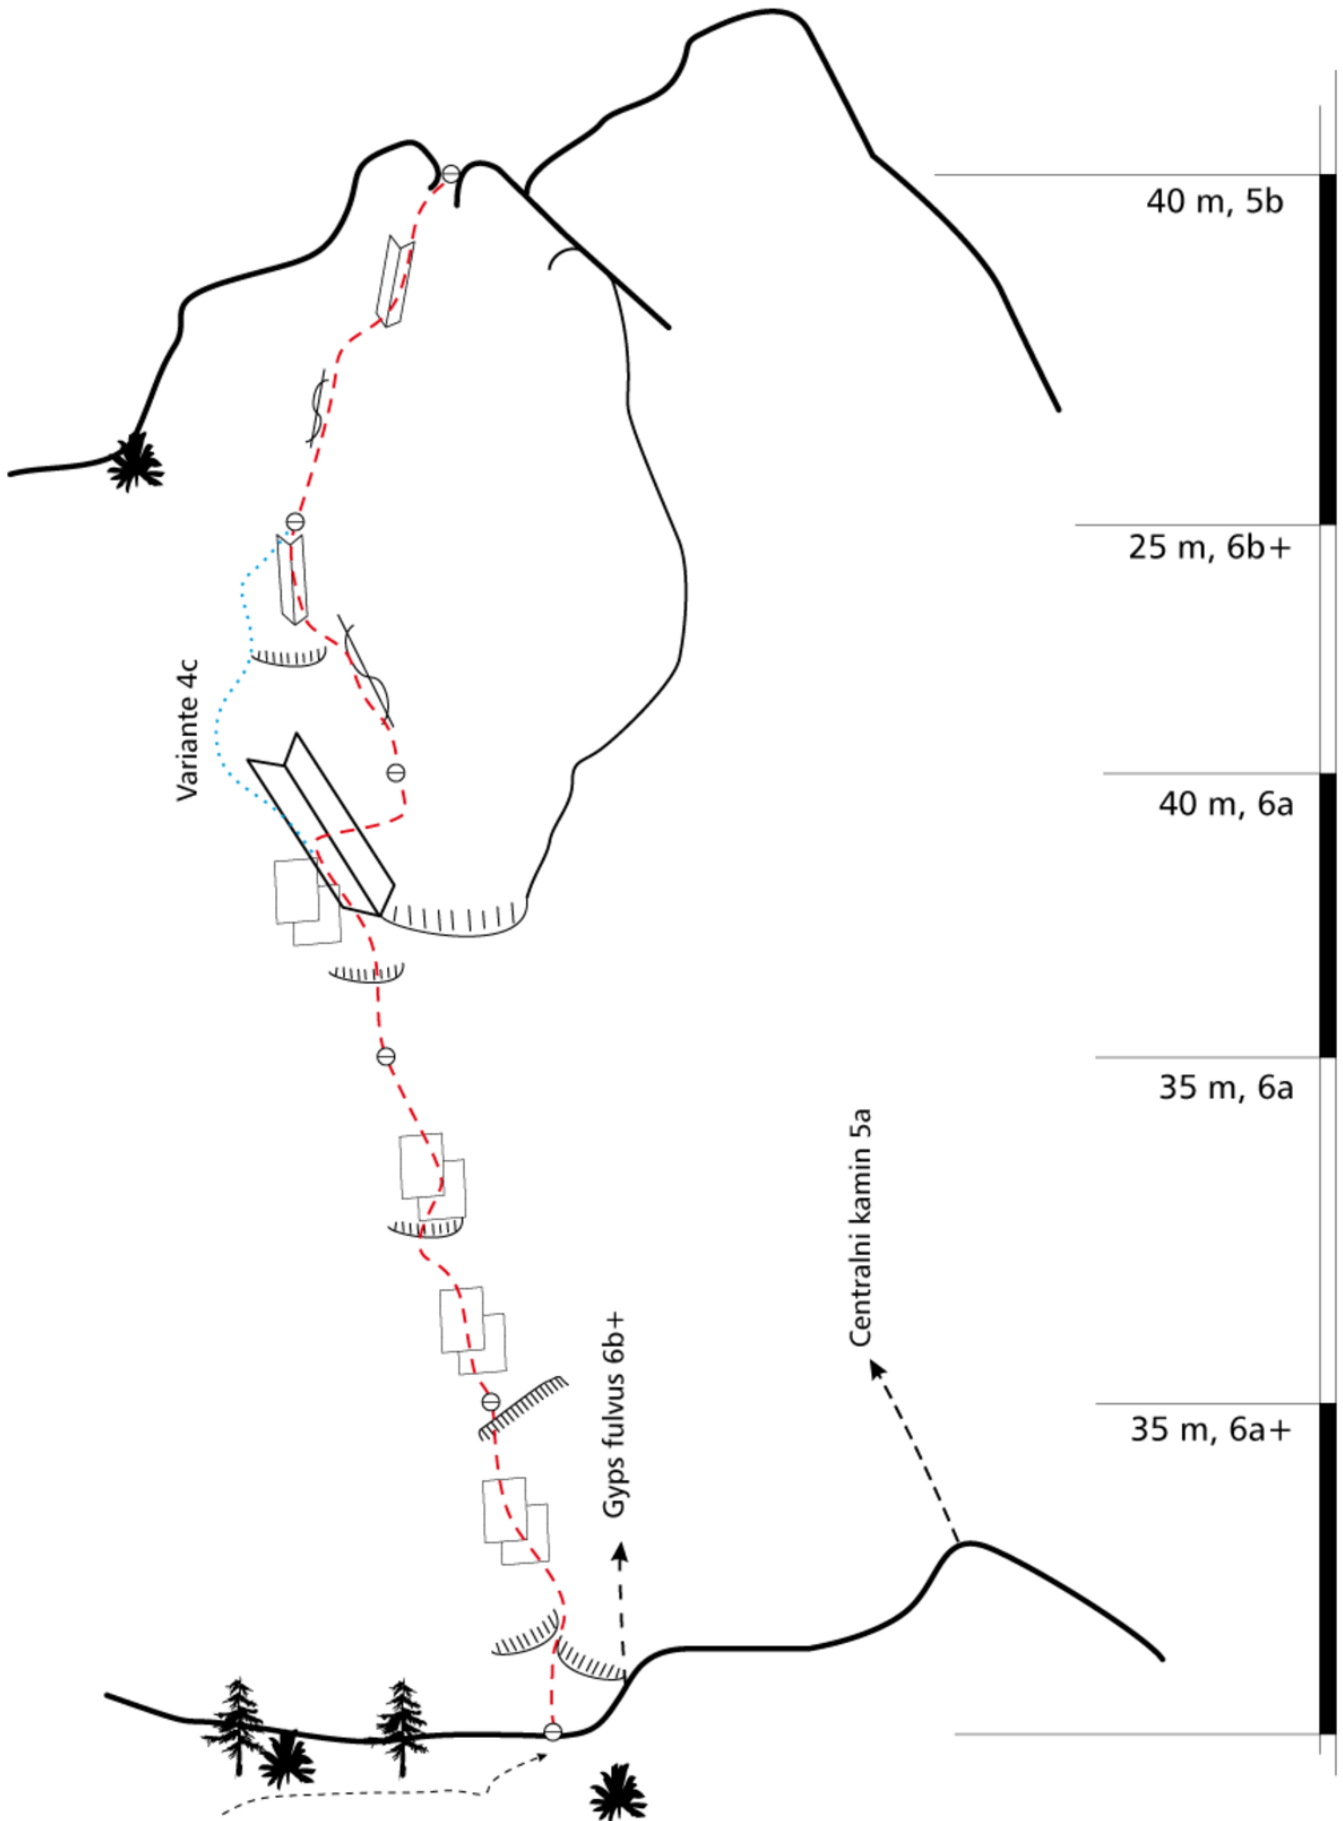 40 m, 5b
25 m, 6b+
Variante 4c
40 m, 6a
35 m, 6a
Centralni kamin 5a
Gyps fulvus 6b+
35 m, 6a+